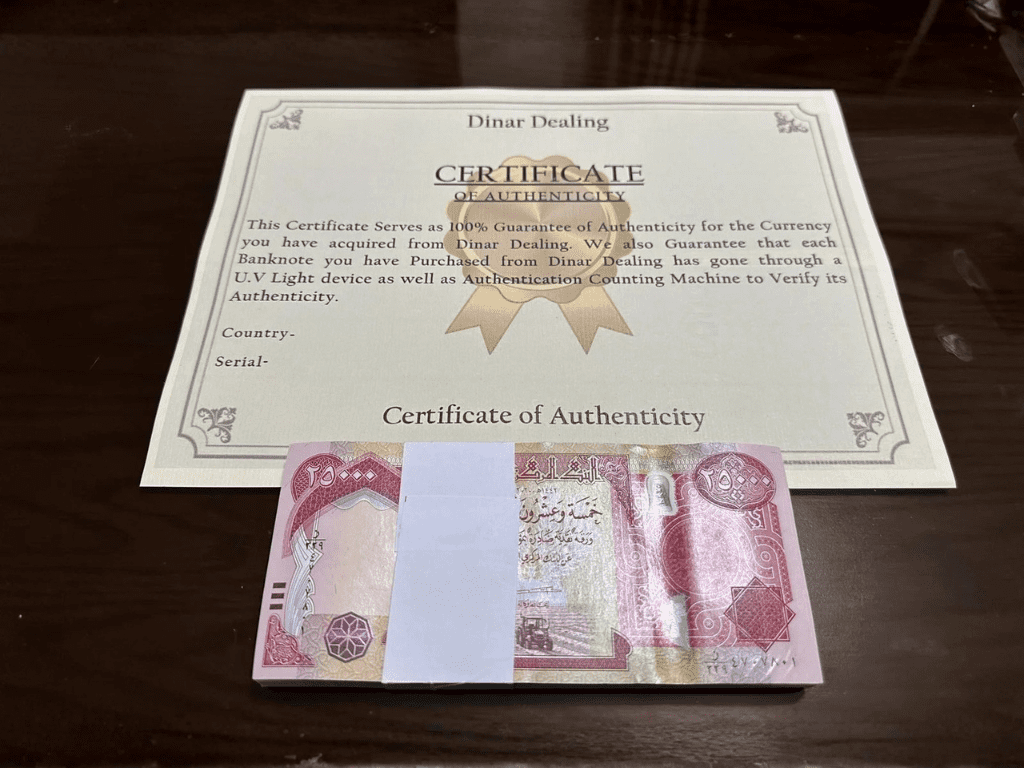 Dinar Dealing
CERTIFICATE
OF AUTHENTICITY
This Certificate Serves as 100% Guarantee of Authenticity for the Currency
you have acquired from Dinar Dealing. We also Guarantee that each
Banknote you have Purchased from Dinar Dealing has gone through a
U.V Light device as well as Authentication Counting Machine to Verify its
Authenticity.
Country-
Serial-
Certificate of Authenticity
٢٥٠٠٠
٢٥٠٠٠
١٤٤٢هـ
خَمْسَة وَعِشْرُون